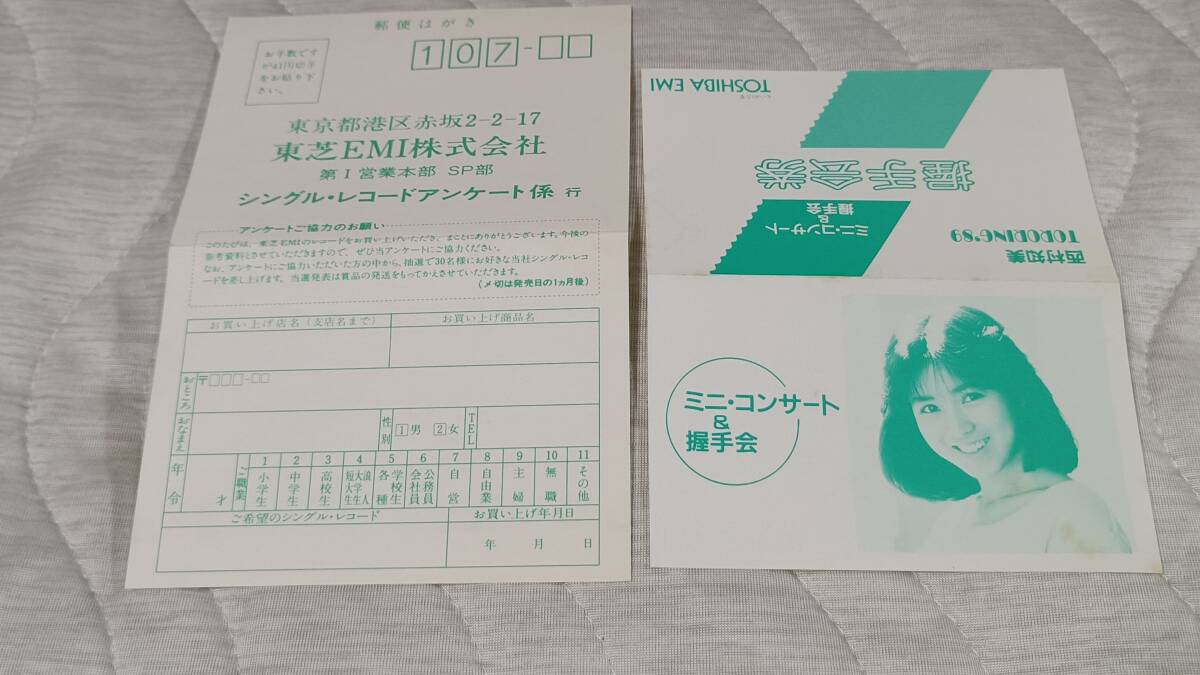 郵便はがき
お手数です
が41円切手
をお貼り下
さい。
107-□□
東京都港区赤坂2-2-17
東芝EMI株式会社
第Ⅰ営業本部 SP部
シングル・レコードアンケート係 行
アンケートご協力のお願い
このたびは、東芝EMIのレコードをお買い上げいただき、まことにありがとうございます。今後の
参考資料とさせていただきますので、ぜひ当アンケートにご協力ください。
なお、アンケートにご協力いただいた方の中から、抽選で30名様にお好きな当社シングル・レコ
ードを差し上げます。当選発表は賞品の発送をもってかえさせていただきます。
(〆切は発売日の1ヵ月後)
お買い上げ店名(支店名まで)
お買い上げ商品名
おところ
〒□□□-□□
おなまえ
性別
1男 2女
TEL
年令
才
ご職業
1 小学生
2 中学生
3 高校生
4 短大生 大学生 浪人
5 各種学校生
6 会社員 公務員
7 自営
8 自由業
9 主婦
10 無職
11 その他
ご希望のシングル・レコード
お買い上げ年月日
年 月 日
TOSHIBA EMI
握手会券
ミニ・コンサート
&
握手会
西村知美
TODORING'89
ミニ・コンサート
&
握手会